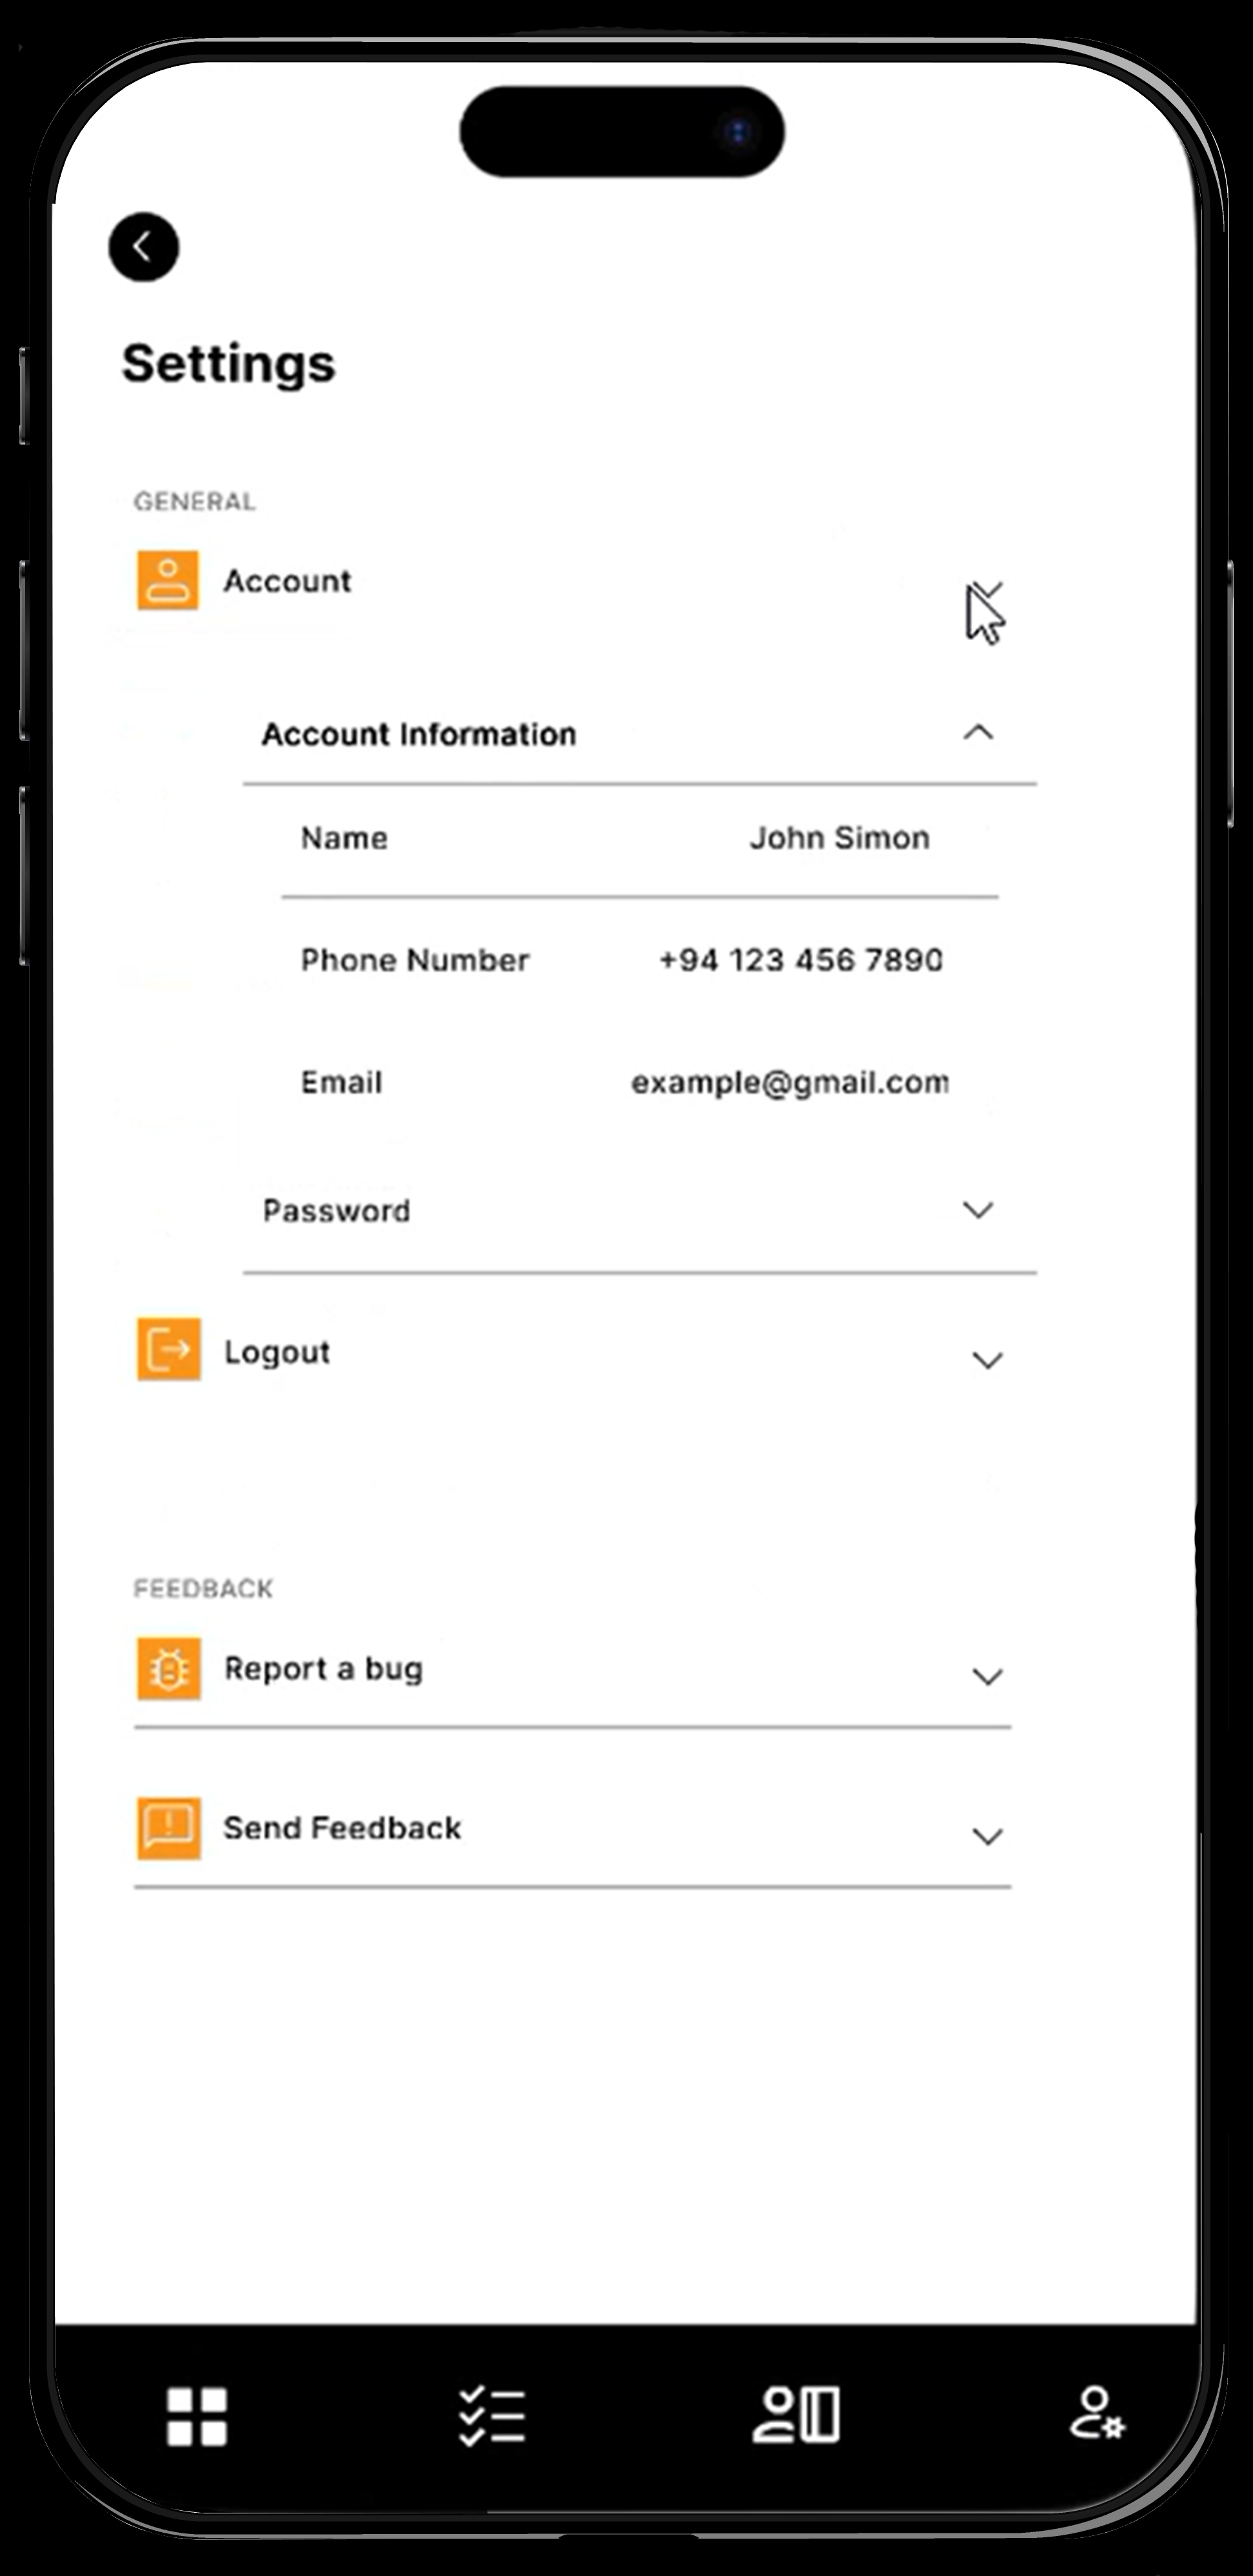 Settings
GENERAL
Account
Account Information
Name John Simon
Phone Number +94 123 456 7890
Email example@gmail.com
Password
Logout
FEEDBACK
Report a bug
Send Feedback